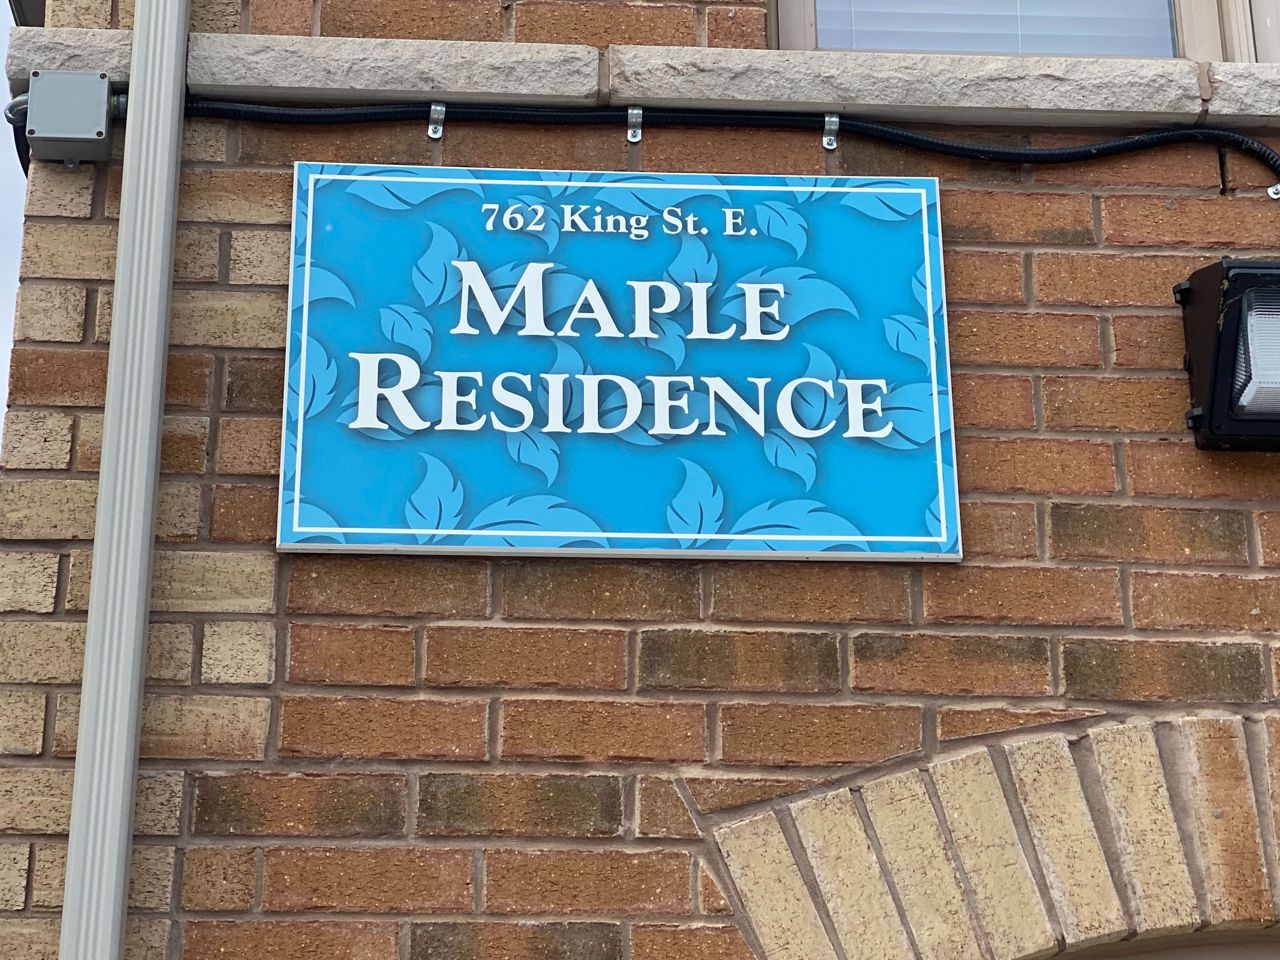 762 King St. E.
MAPLE
RESIDENCE